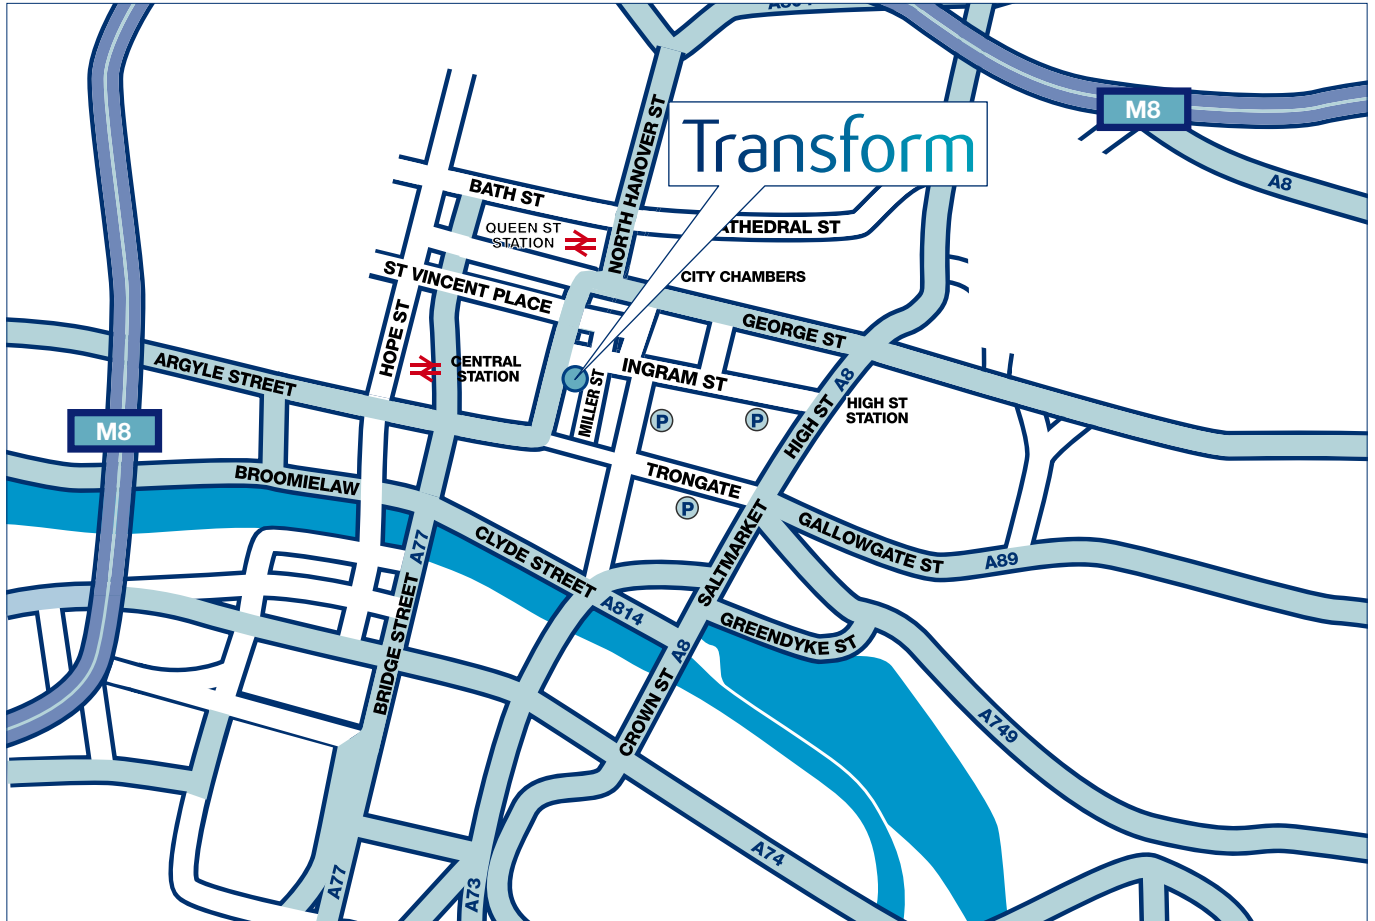 M8
A8
Transform
NORTH HANOVER ST
BATH ST
QUEEN ST
STATION
ATHEDRAL ST
CITY CHAMBERS
ST VINCENT PLACE
HOPE ST
GEORGE ST
ARGYLE STREET
CENTRAL
STATION
INGRAM ST
MILLER ST
A8
HIGH ST
HIGH ST
STATION
P
P
M8
BROOMIELAW
TRONGATE
P
A77
CLYDE STREET
SALTMARKET
GALLOWGATE ST
A89
A814
BRIDGE STREET
GREENDYKE ST
A8
CROWN ST
A749
A74
A77
A73